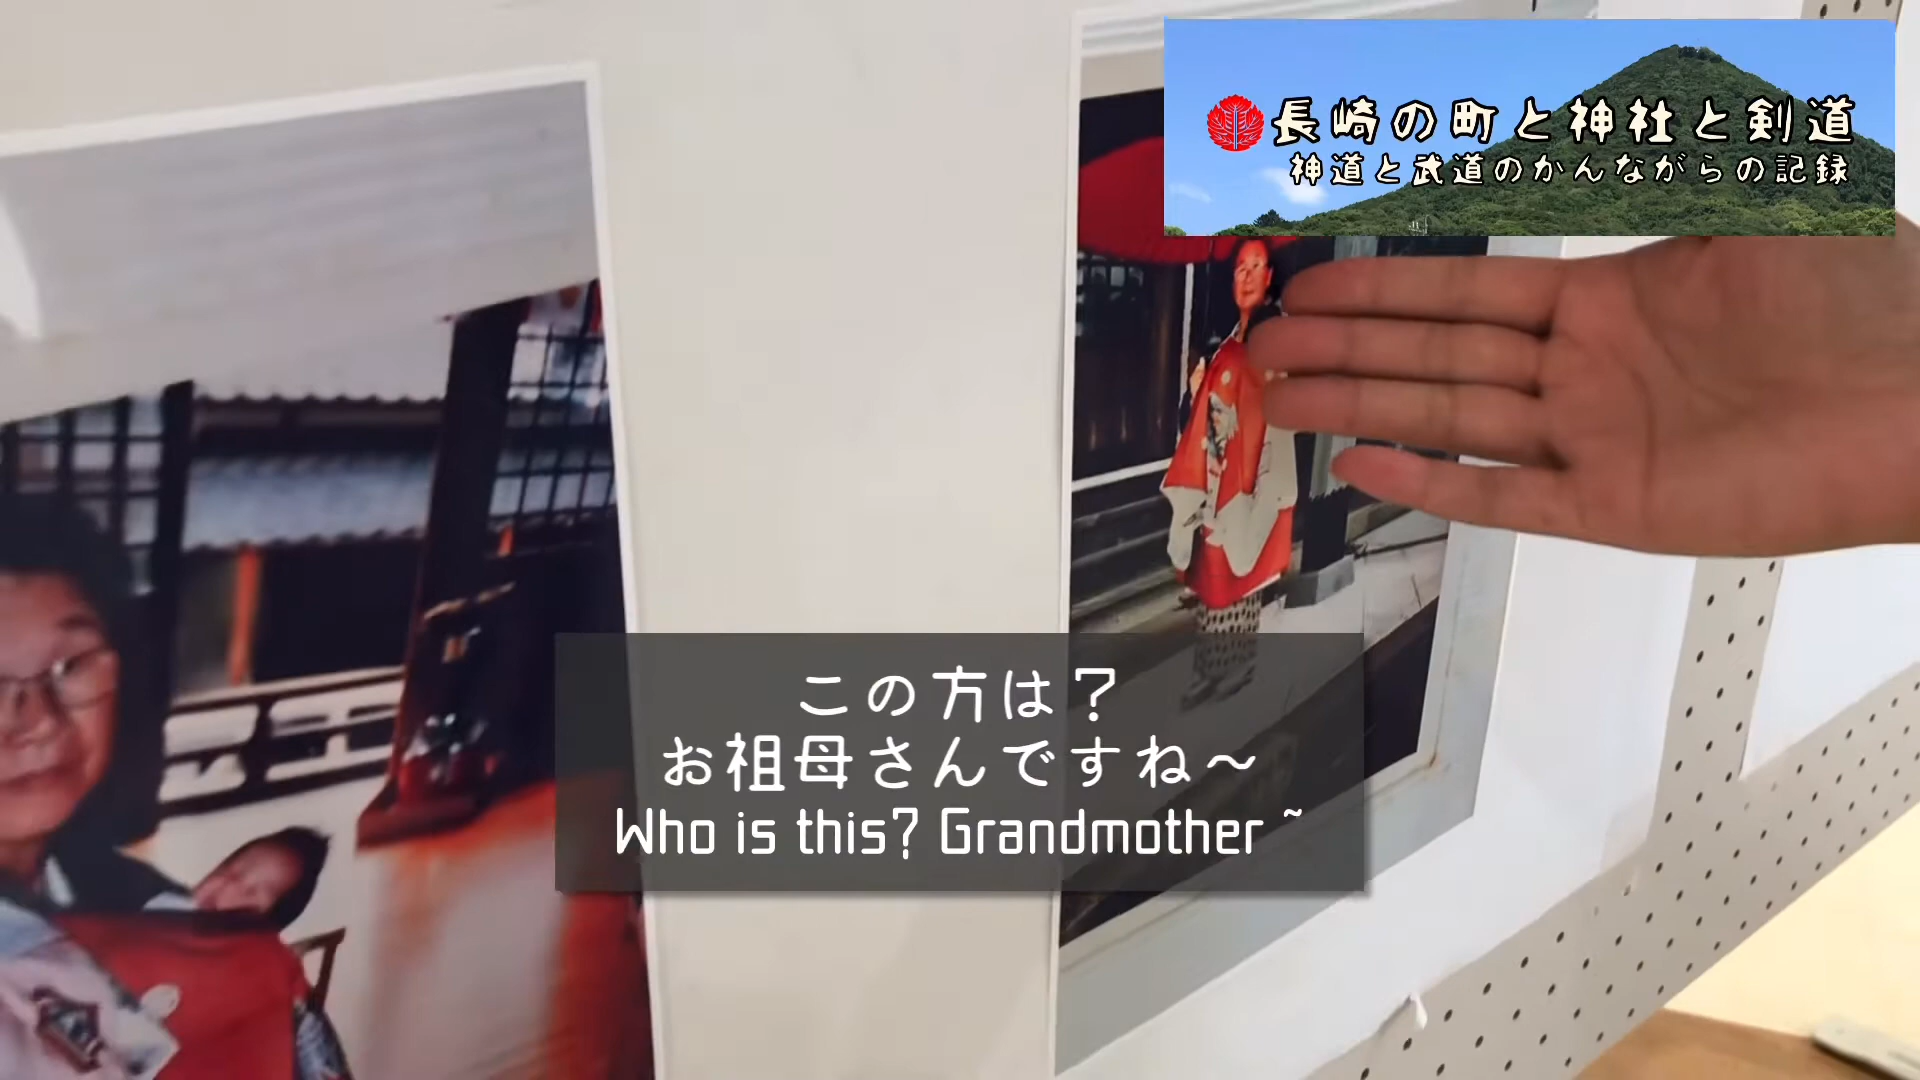 長崎の町と神社と剣道
神道と武道のかんながらの記録
この方は？
お祖母さんですね～
Who is this? Grandmother ~